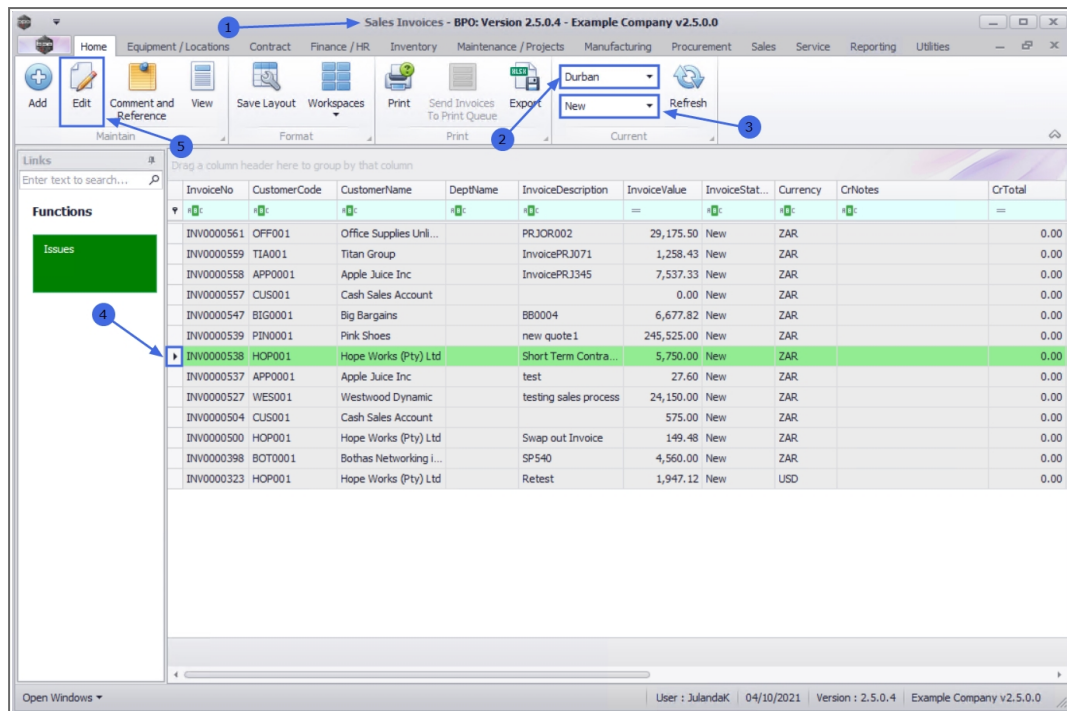 1
Sales Invoices - BPO: Version 2.5.0.4 - Example Company v2.5.0.0
Home Equipment / Locations Contract Finance / HR Inventory Maintenance / Projects Manufacturing Procurement Sales Service Reporting Utilities
Add Edit Comment and Reference View Save Layout Workspaces Print Send Invoices To Print Queue Export Durban New Refresh
2 3 5
Maintain Format Print Current
Links
Enter text to search...
Functions
Issues
4
Drag a column header here to group by that column
InvoiceNo CustomerCode CustomerName DeptName InvoiceDescription InvoiceValue InvoiceStat... Currency CrNotes CrTotal
INV0000561 OFF001 Office Supplies Unli... PRJOR002 29,175.50 New ZAR 0.00
INV0000559 TIA001 Titan Group InvoicePRJ071 1,258.43 New ZAR 0.00
INV0000558 APP0001 Apple Juice Inc InvoicePRJ345 7,537.33 New ZAR 0.00
INV0000557 CUS001 Cash Sales Account 0.00 New ZAR 0.00
INV0000547 BIG0001 Big Bargains BB0004 6,677.82 New ZAR 0.00
INV0000539 PIN0001 Pink Shoes new quote1 245,525.00 New ZAR 0.00
INV0000538 HOP001 Hope Works (Pty) Ltd Short Term Contra... 5,750.00 New ZAR 0.00
INV0000537 APP0001 Apple Juice Inc test 27.60 New ZAR 0.00
INV0000527 WES001 Westwood Dynamic testing sales process 24,150.00 New ZAR 0.00
INV0000504 CUS001 Cash Sales Account 575.00 New ZAR 0.00
INV0000500 HOP001 Hope Works (Pty) Ltd Swap out Invoice 149.48 New ZAR 0.00
INV0000398 BOT0001 Bothas Networking i... SP540 4,560.00 New ZAR 0.00
INV0000323 HOP001 Hope Works (Pty) Ltd Retest 1,947.12 New USD 0.00
Open Windows User : JulandaK 04/10/2021 Version : 2.5.0.4 Example Company v2.5.0.0